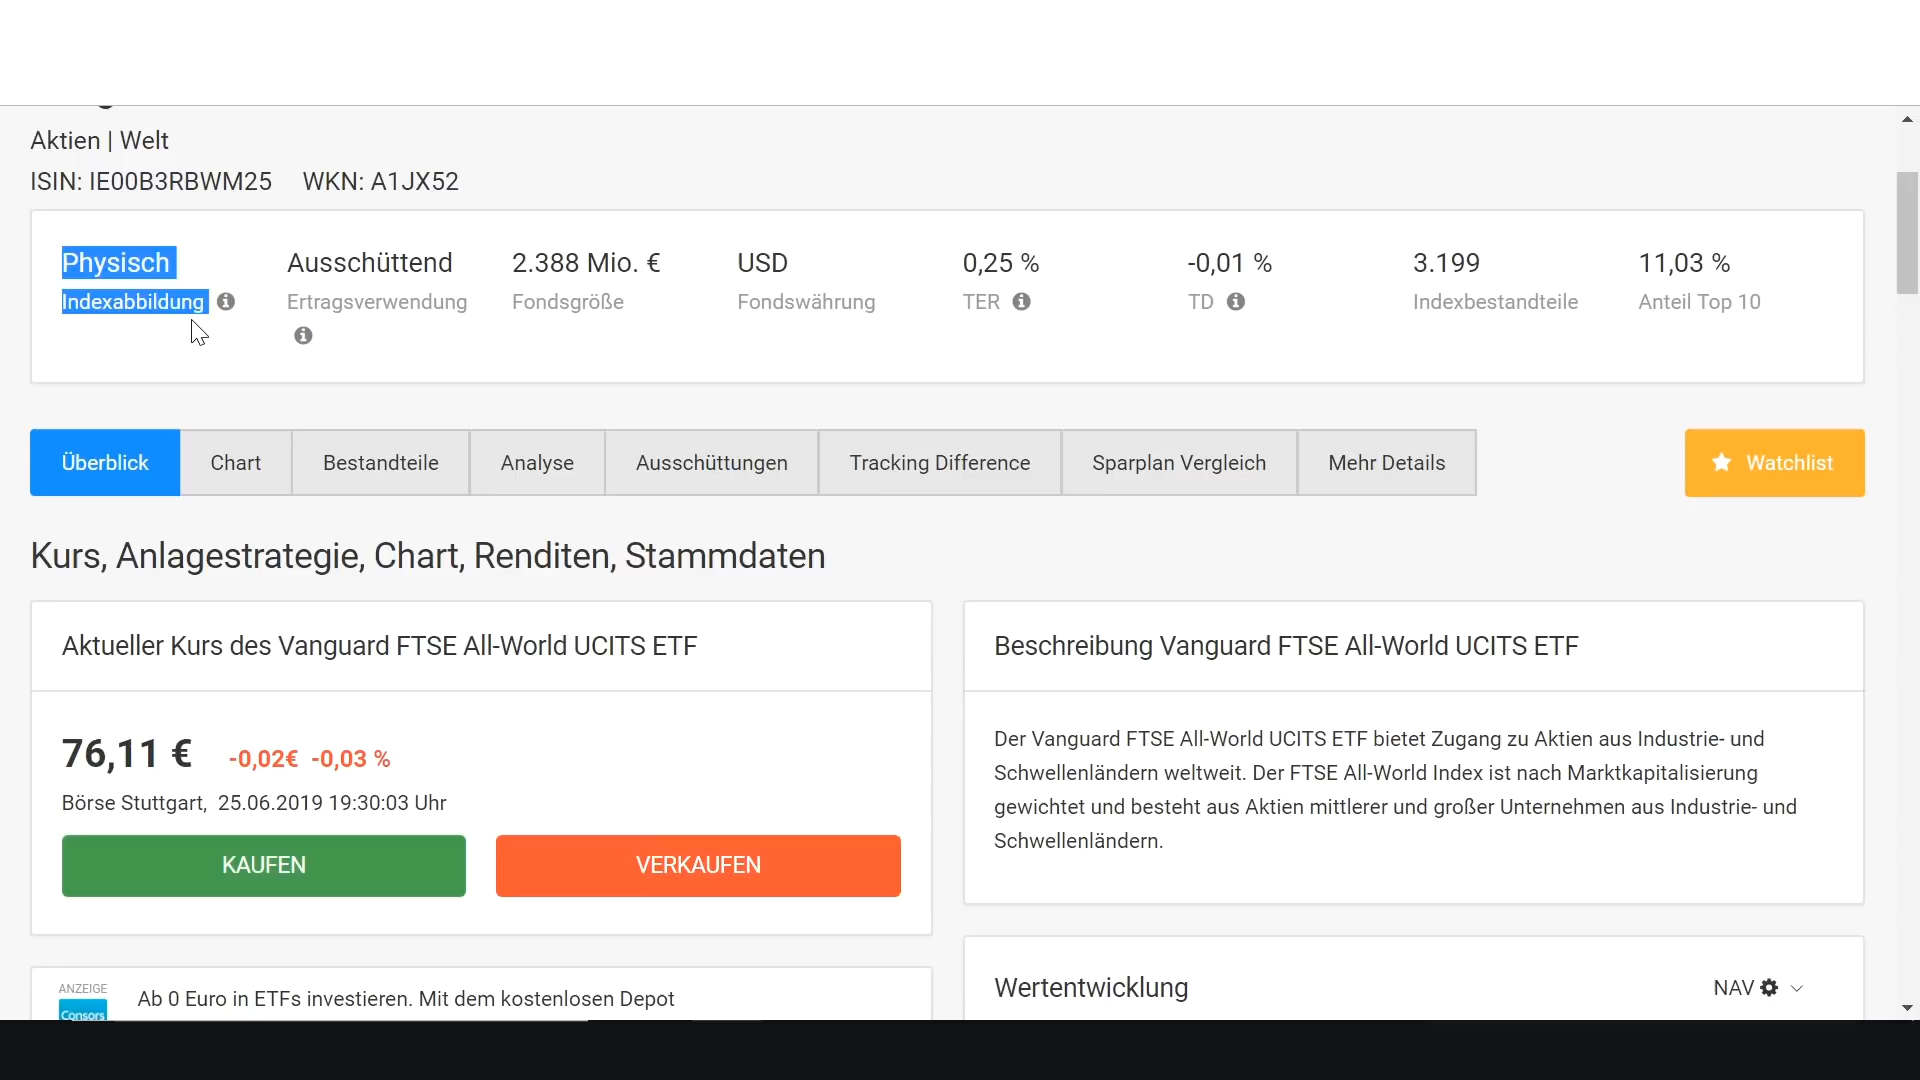 Aktien | Welt
ISIN: IE00B3RBWM25 WKN: A1JX52
Physisch
Indexabbildung
Ausschüttend
Ertragsverwendung
2.388 Mio. €
Fondsgröße
USD
Fondswährung
0,25 %
TER
-0,01 %
TD
3.199
Indexbestandteile
11,03 %
Anteil Top 10
Überblick
Chart
Bestandteile
Analyse
Ausschüttungen
Tracking Difference
Sparplan Vergleich
Mehr Details
Watchlist
Kurs, Anlagestrategie, Chart, Renditen, Stammdaten
Aktueller Kurs des Vanguard FTSE All-World UCITS ETF
76,11 € -0,02€ -0,03 %
Börse Stuttgart, 25.06.2019 19:30:03 Uhr
KAUFEN
VERKAUFEN
ANZEIGE
Consors
Ab 0 Euro in ETFs investieren. Mit dem kostenlosen Depot
Beschreibung Vanguard FTSE All-World UCITS ETF
Der Vanguard FTSE All-World UCITS ETF bietet Zugang zu Aktien aus Industrie- und
Schwellenländern weltweit. Der FTSE All-World Index ist nach Marktkapitalisierung
gewichtet und besteht aus Aktien mittlerer und großer Unternehmen aus Industrie- und
Schwellenländern.
Wertentwicklung
NAV